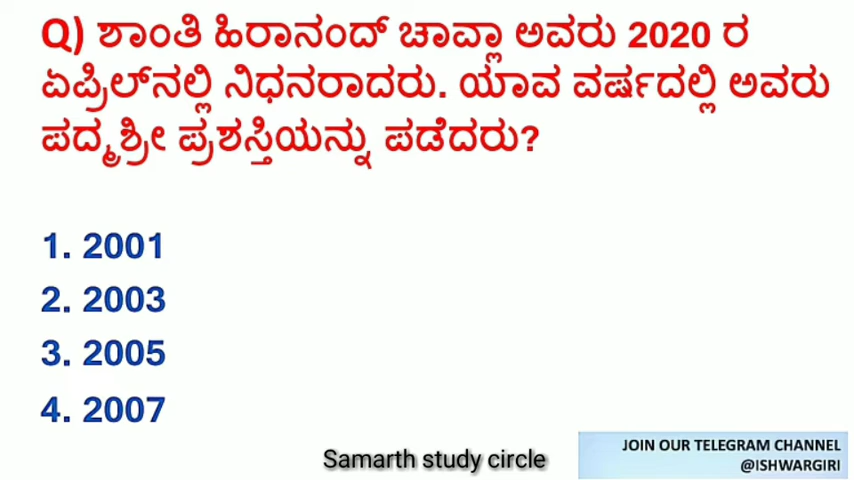 Q) ಶಾಂತಿ ಹಿರಾನಂದ್ ಚಾವ್ಲಾ ಅವರು 2020 ರ
ಏಪ್ರಿಲ್‌ನಲ್ಲಿ ನಿಧನರಾದರು. ಯಾವ ವರ್ಷದಲ್ಲಿ ಅವರು
ಪದ್ಮಶ್ರೀ ಪ್ರಶಸ್ತಿಯನ್ನು ಪಡೆದರು?
1. 2001
2. 2003
3. 2005
4. 2007
Samarth study circle
JOIN OUR TELEGRAM CHANNEL
@ISHWARGIRI